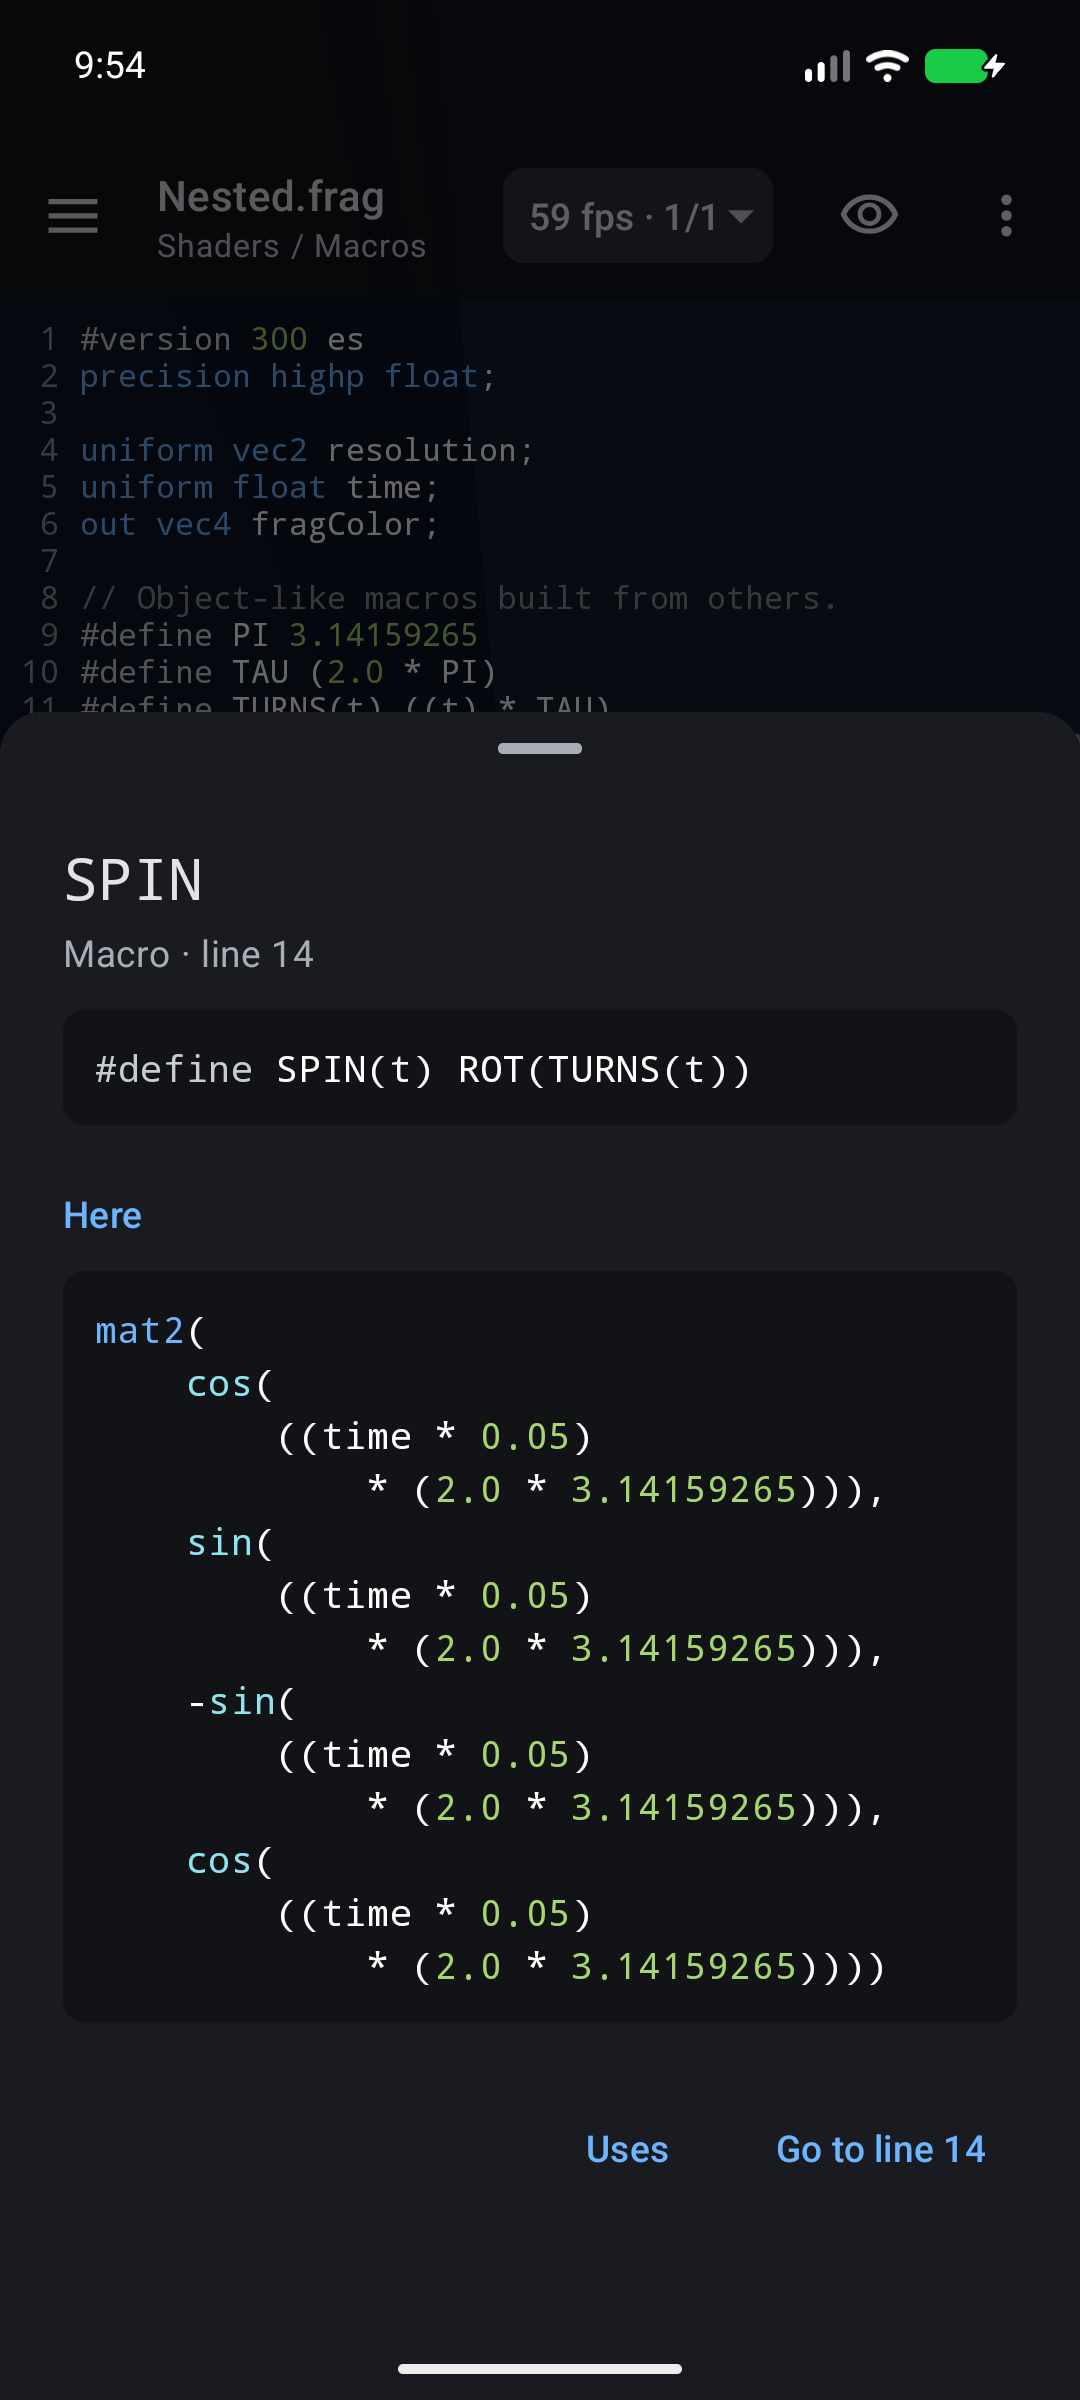 9:54
Nested.frag
Shaders / Macros
59 fps · 1/1
1 #version 300 es
2 precision highp float;
3
4 uniform vec2 resolution;
5 uniform float time;
6 out vec4 fragColor;
7
8 // Object-like macros built from others.
9 #define PI 3.14159265
10 #define TAU (2.0 * PI)
11 #define TURNS(t) ((t) * TAU)
SPIN
Macro · line 14
#define SPIN(t) ROT(TURNS(t))
Here
mat2(
    cos(
        ((time * 0.05)
            * (2.0 * 3.14159265))),
    sin(
        ((time * 0.05)
            * (2.0 * 3.14159265))),
    -sin(
        ((time * 0.05)
            * (2.0 * 3.14159265))),
    cos(
        ((time * 0.05)
            * (2.0 * 3.14159265))))
Uses
Go to line 14